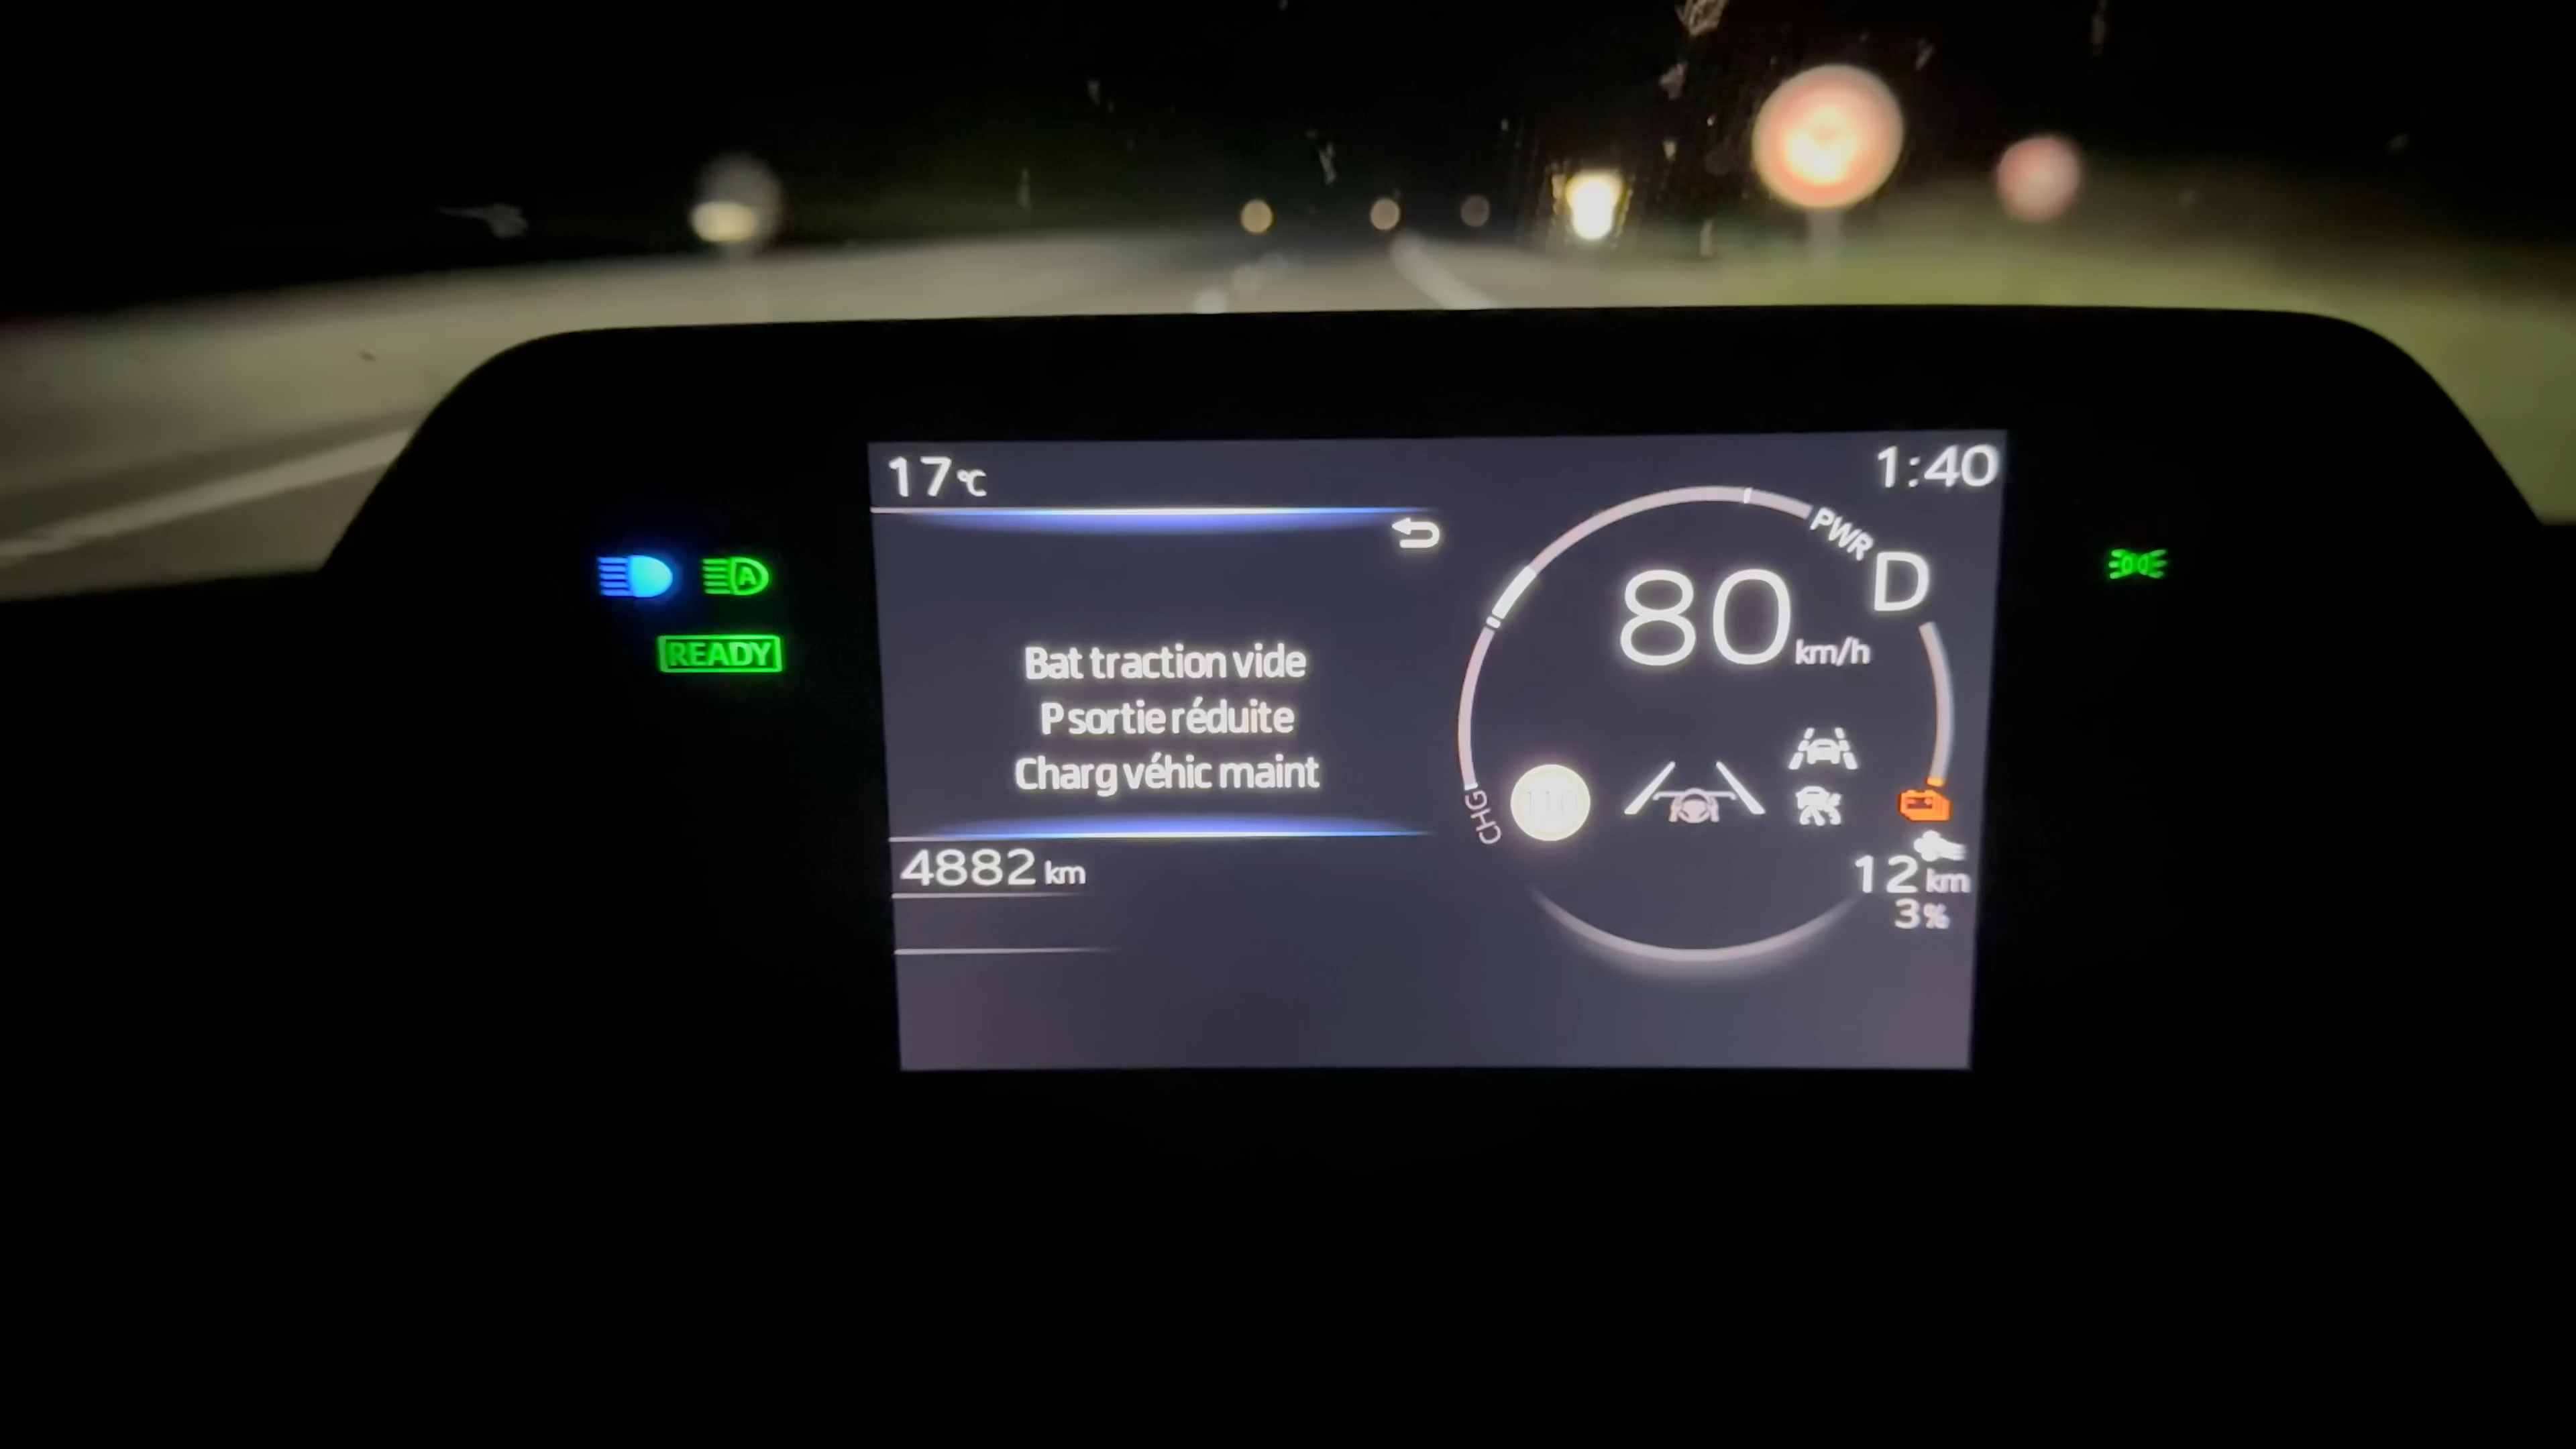 17°C
1:40
PWR
D
80 km/h
A
READY
Bat traction vide
P sortie réduite
Charg véhic maint
CHG
4882 km
12 km
3%